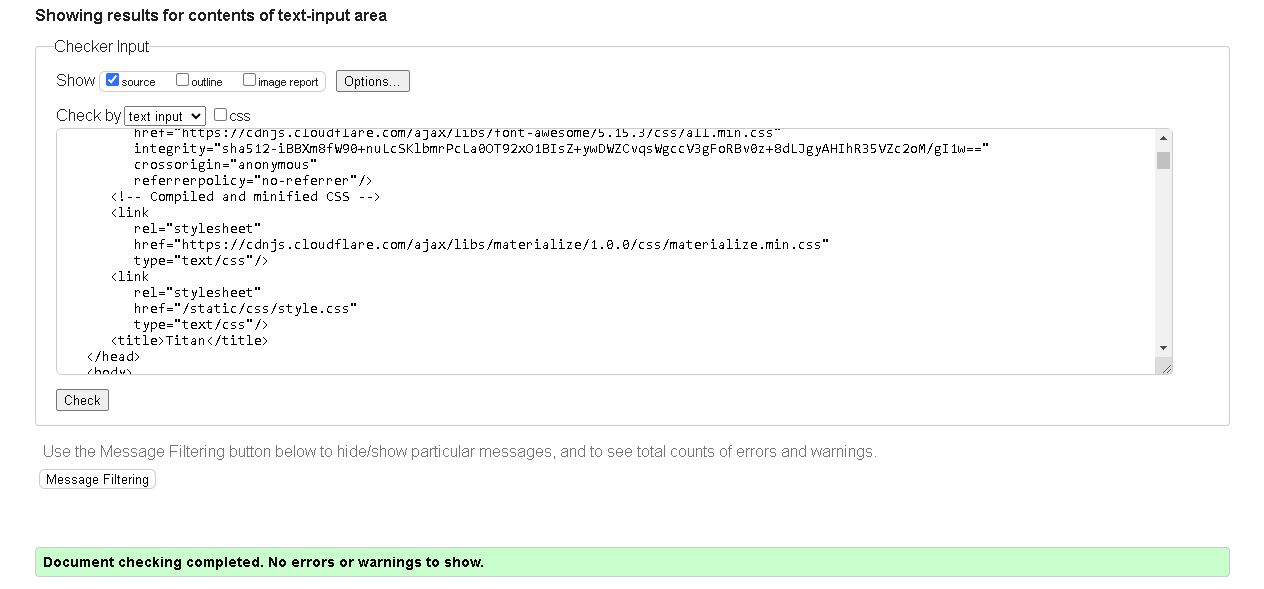 Showing results for contents of text-input area
Checker Input
Show source outline image report Options...
Check by text input css
href="https://cdnjs.cloudflare.com/ajax/libs/font-awesome/5.15.3/css/all.min.css"
integrity="sha512-iBBXm8fW90+nuLcSKlbmrPcLa0OT92xO1BIsZ+ywDWZCvqsWgccV3gFoRBv0z+8dLJgyAHIhR35VZc2oM/gI1w=="
crossorigin="anonymous"
referrerpolicy="no-referrer"/>
<!-- Compiled and minified CSS -->
<link
rel="stylesheet"
href="https://cdnjs.cloudflare.com/ajax/libs/materialize/1.0.0/css/materialize.min.css"
type="text/css"/>
<link
rel="stylesheet"
href="/static/css/style.css"
type="text/css"/>
<title>Titan</title>
</head>
<body>
Check
Use the Message Filtering button below to hide/show particular messages, and to see total counts of errors and warnings.
Message Filtering
Document checking completed. No errors or warnings to show.